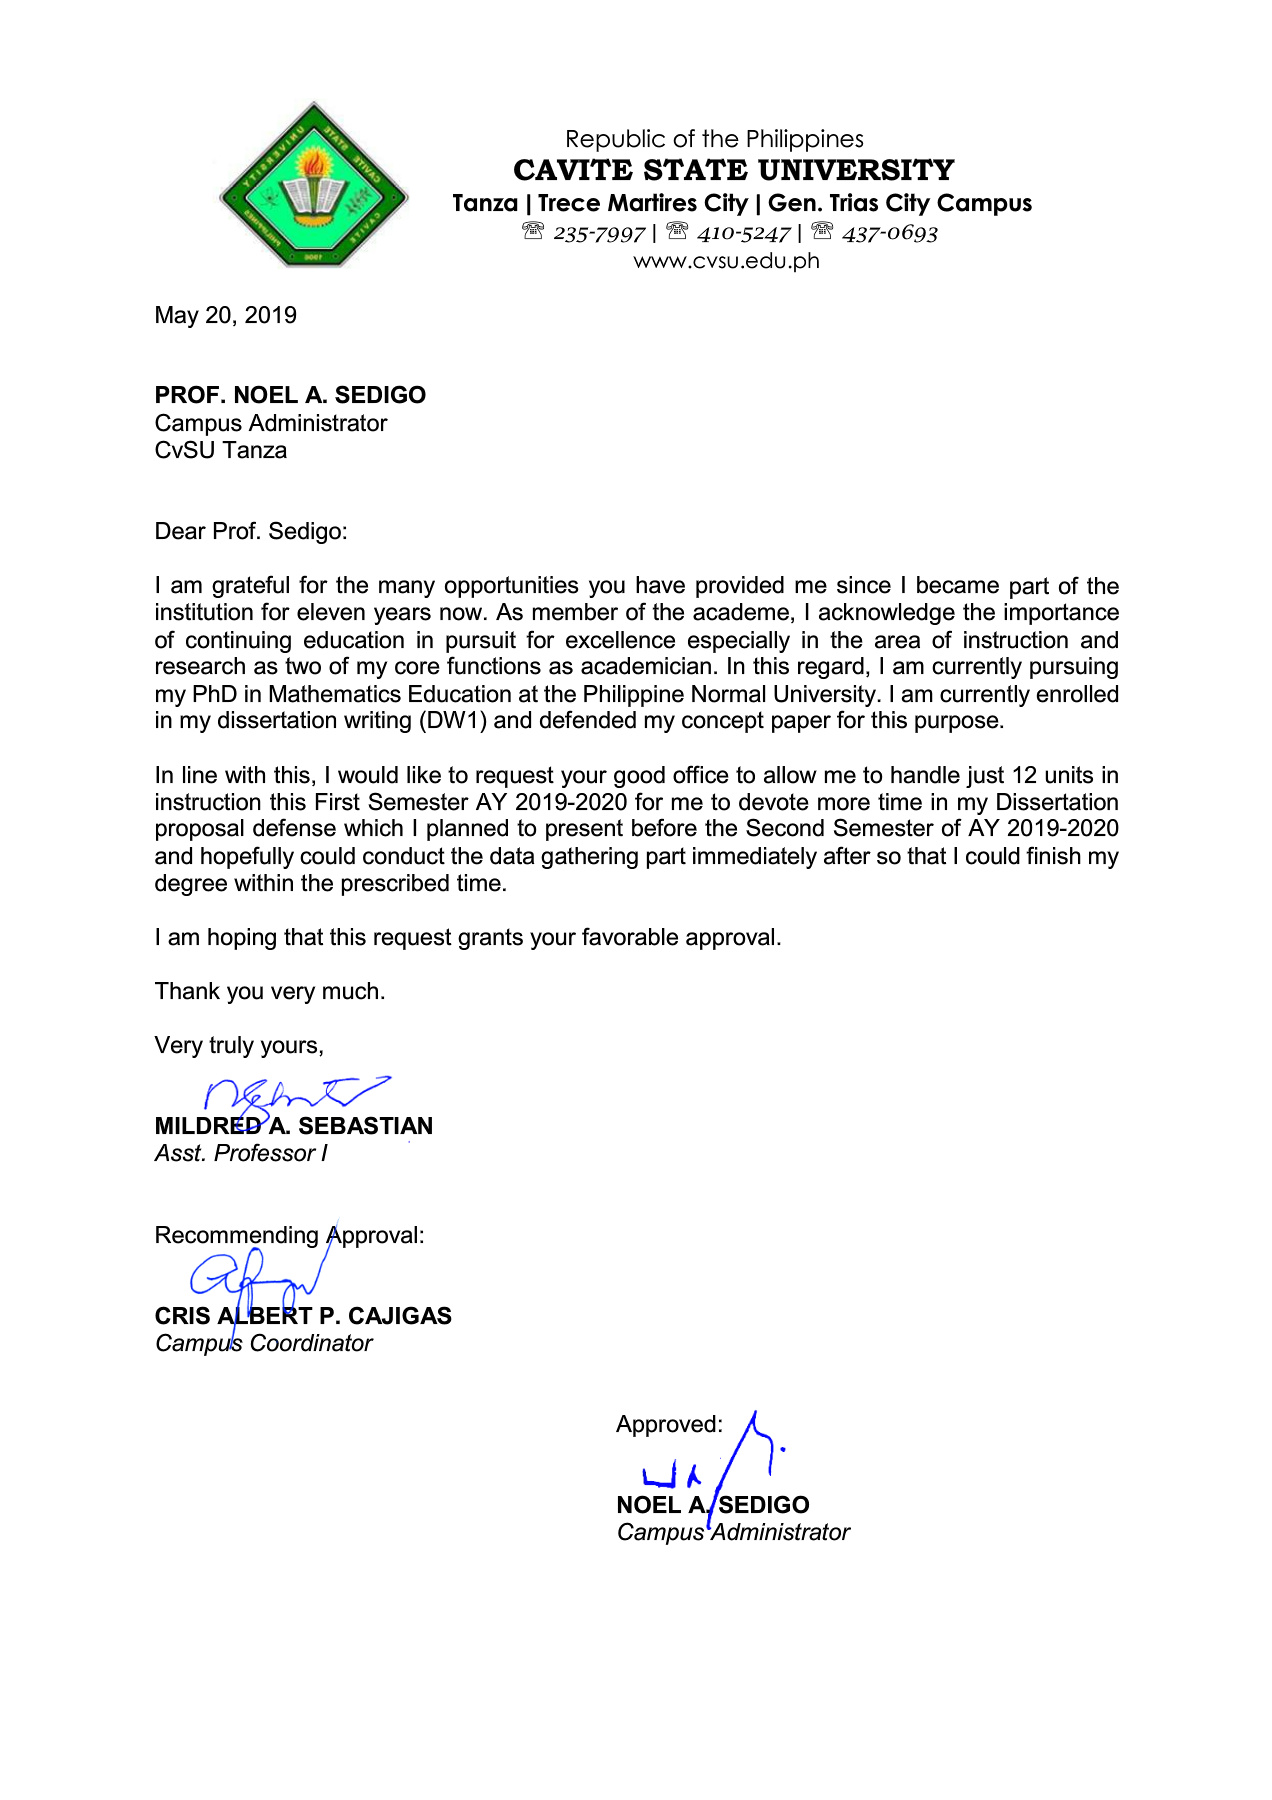 Republic of the Philippines
CAVITE STATE UNIVERSITY
Tanza | Trece Martires City | Gen. Trias City Campus
☏ 235-7997 | ☏ 410-5247 | ☏ 437-0693
www.cvsu.edu.ph
CAVITE STATE UNIVERSITY
CAVITE
PHILIPPINES
1906
May 20, 2019
PROF. NOEL A. SEDIGO
Campus Administrator
CvSU Tanza
Dear Prof. Sedigo:
I am grateful for the many opportunities you have provided me since I became part of the
institution for eleven years now. As member of the academe, I acknowledge the importance
of continuing education in pursuit for excellence especially in the area of instruction and
research as two of my core functions as academician. In this regard, I am currently pursuing
my PhD in Mathematics Education at the Philippine Normal University. I am currently enrolled
in my dissertation writing (DW1) and defended my concept paper for this purpose.
In line with this, I would like to request your good office to allow me to handle just 12 units in
instruction this First Semester AY 2019-2020 for me to devote more time in my Dissertation
proposal defense which I planned to present before the Second Semester of AY 2019-2020
and hopefully could conduct the data gathering part immediately after so that I could finish my
degree within the prescribed time.
I am hoping that this request grants your favorable approval.
Thank you very much.
Very truly yours,
MILDRED A. SEBASTIAN
Asst. Professor I
Recommending Approval:
CRIS ALBERT P. CAJIGAS
Campus Coordinator
Approved:
NOEL A. SEDIGO
Campus Administrator